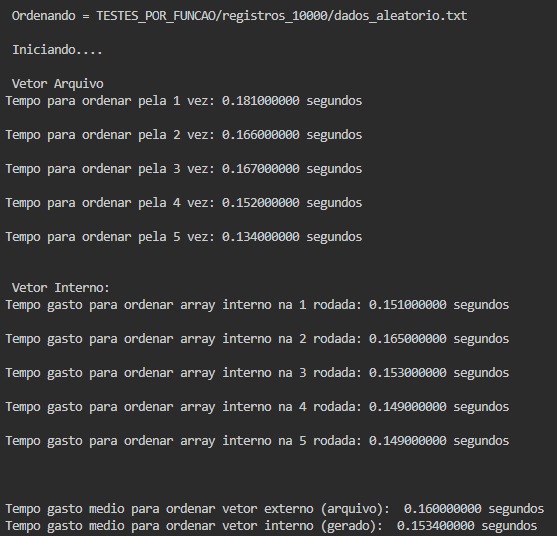 Ordenando = TESTES_POR_FUNCAO/registros_10000/dados_aleatorio.txt
Iniciando....
Vetor Arquivo
Tempo para ordenar pela 1 vez: 0.181000000 segundos
Tempo para ordenar pela 2 vez: 0.166000000 segundos
Tempo para ordenar pela 3 vez: 0.167000000 segundos
Tempo para ordenar pela 4 vez: 0.152000000 segundos
Tempo para ordenar pela 5 vez: 0.134000000 segundos
Vetor Interno:
Tempo gasto para ordenar array interno na 1 rodada: 0.151000000 segundos
Tempo gasto para ordenar array interno na 2 rodada: 0.165000000 segundos
Tempo gasto para ordenar array interno na 3 rodada: 0.153000000 segundos
Tempo gasto para ordenar array interno na 4 rodada: 0.149000000 segundos
Tempo gasto para ordenar array interno na 5 rodada: 0.149000000 segundos
Tempo gasto medio para ordenar vetor externo (arquivo):  0.160000000 segundos
Tempo gasto medio para ordenar vetor interno (gerado):  0.153400000 segundos